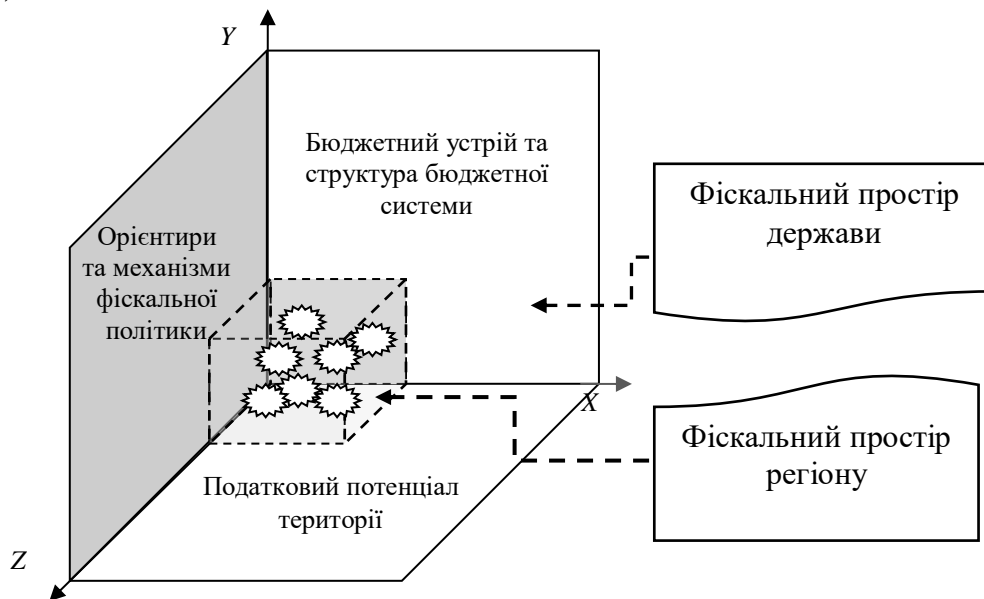 Y
Бюджетний устрій та
структура бюджетної
системи
Фіскальний простір
держави
Орієнтири
та механізми
фіскальної
політики
X
Фіскальний простір
регіону
Податковий потенціал
території
Z